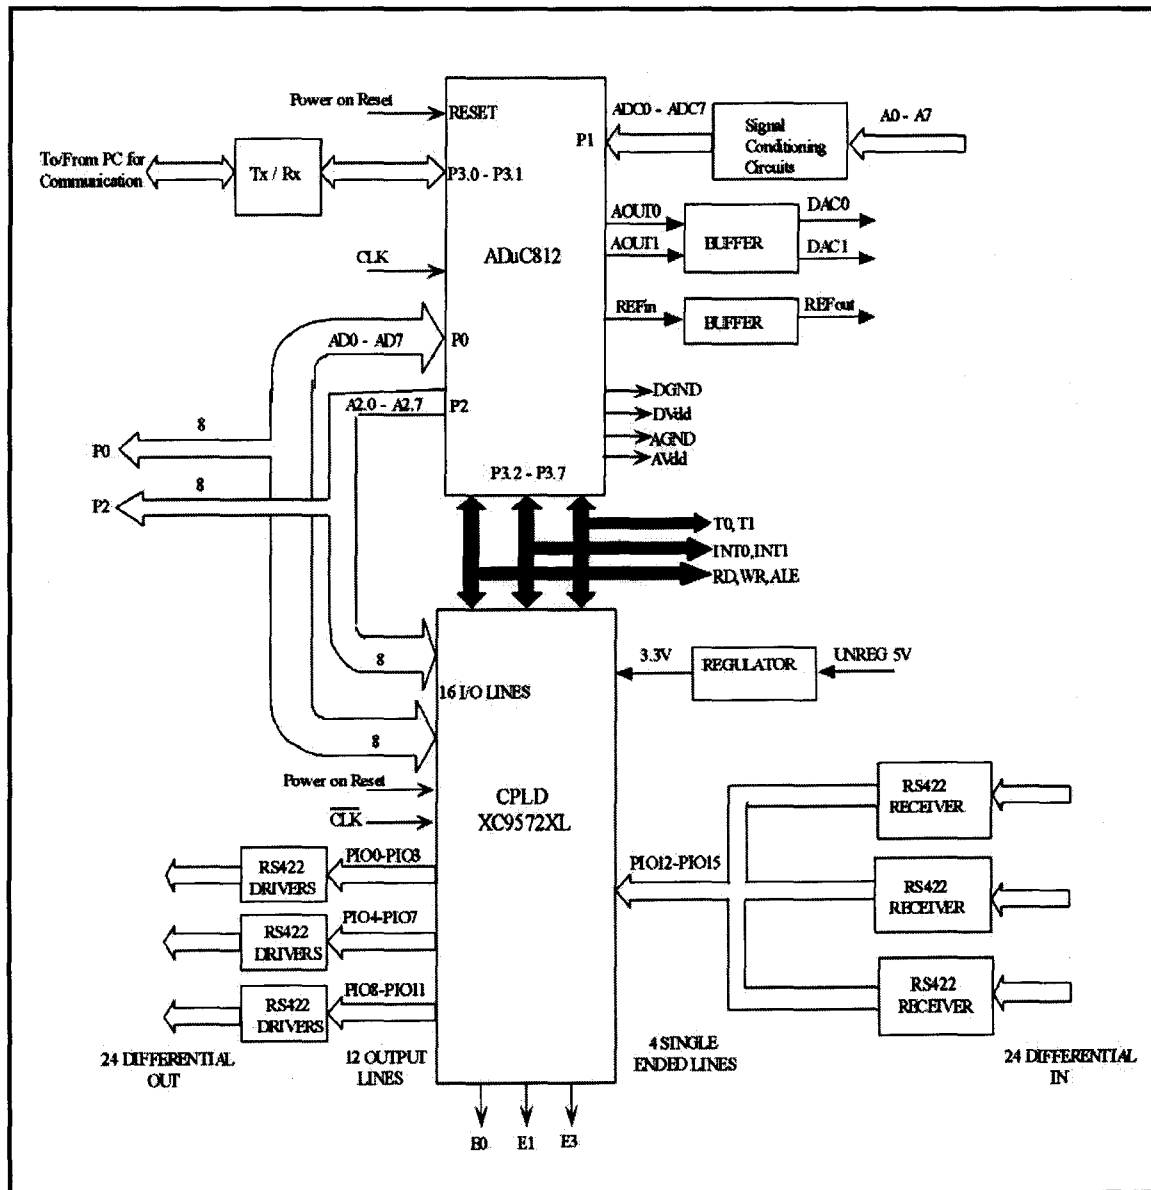 Power on Reset
RESET
ADC0 - ADC7
A0 - A7
P1
Signal
Conditioning
Circuits
To/From PC for
Communication
Tx / Rx
P3.0 - P3.1
AOUT0
DAC0
BUFFER
AOUT1
DAC1
ADuC812
CLK
REFin
REFout
BUFFER
AD0 - AD7
P0
A2.0 - A2.7
P2
DGND
DVdd
AGND
AVdd
8
P0
8
P2
P3.2 - P3.7
T0, T1
INT0, INT1
RD, WR, ALE
8
3.3V
REGULATOR
UNREG 5V
16 I/O LINES
8
Power on Reset
CPLD
XC9572XL
CLK
RS422
RECEIVER
PIO0-PIO3
RS422
DRIVERS
PIO12-PIO15
RS422
RECEIVER
PIO4-PIO7
RS422
DRIVERS
PIO8-PIO11
RS422
DRIVERS
RS422
RECEIVER
24 DIFFERENTIAL
OUT
12 OUTPUT
LINES
4 SINGLE
ENDED LINES
24 DIFFERENTIAL
IN
E0
E1
E3